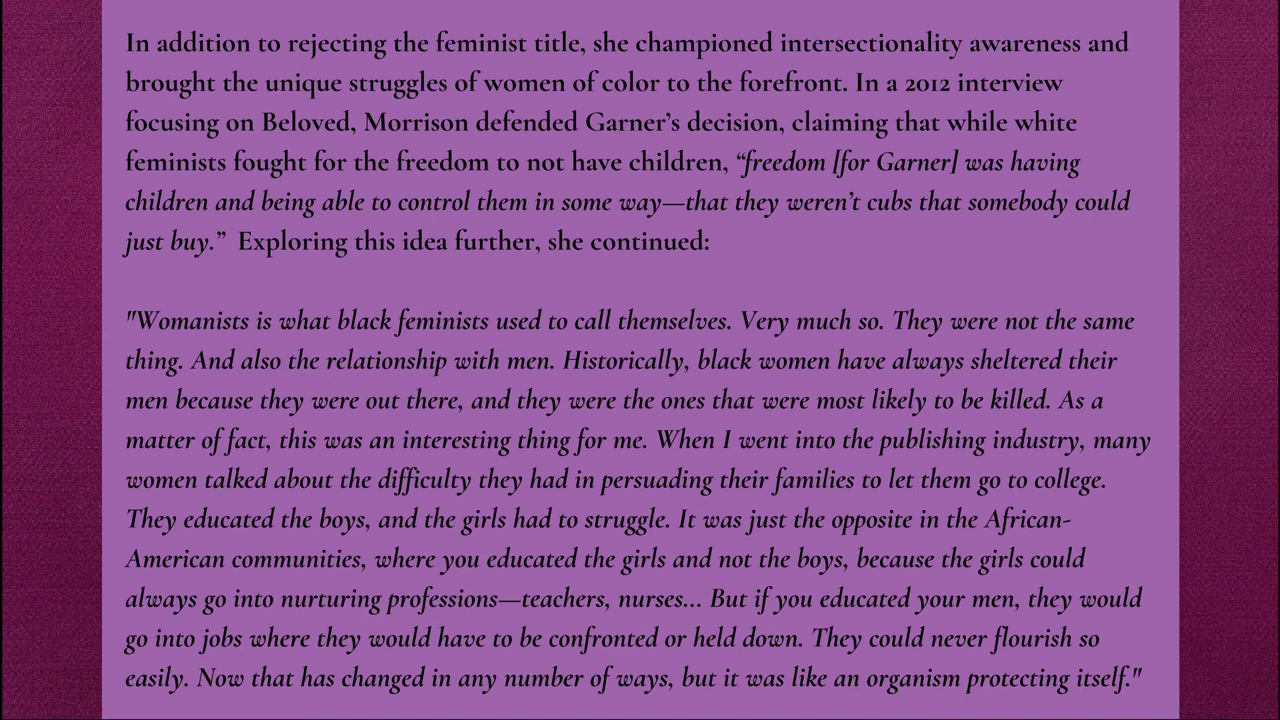 In addition to rejecting the feminist title, she championed intersectionality awareness and
brought the unique struggles of women of color to the forefront. In a 2012 interview
focusing on Beloved, Morrison defended Garner’s decision, claiming that while white
feminists fought for the freedom to not have children, “freedom [for Garner] was having
children and being able to control them in some way—that they weren’t cubs that somebody could
just buy.” Exploring this idea further, she continued:
"Womanists is what black feminists used to call themselves. Very much so. They were not the same
thing. And also the relationship with men. Historically, black women have always sheltered their
men because they were out there, and they were the ones that were most likely to be killed. As a
matter of fact, this was an interesting thing for me. When I went into the publishing industry, many
women talked about the difficulty they had in persuading their families to let them go to college.
They educated the boys, and the girls had to struggle. It was just the opposite in the African-
American communities, where you educated the girls and not the boys, because the girls could
always go into nurturing professions—teachers, nurses... But if you educated your men, they would
go into jobs where they would have to be confronted or held down. They could never flourish so
easily. Now that has changed in any number of ways, but it was like an organism protecting itself."